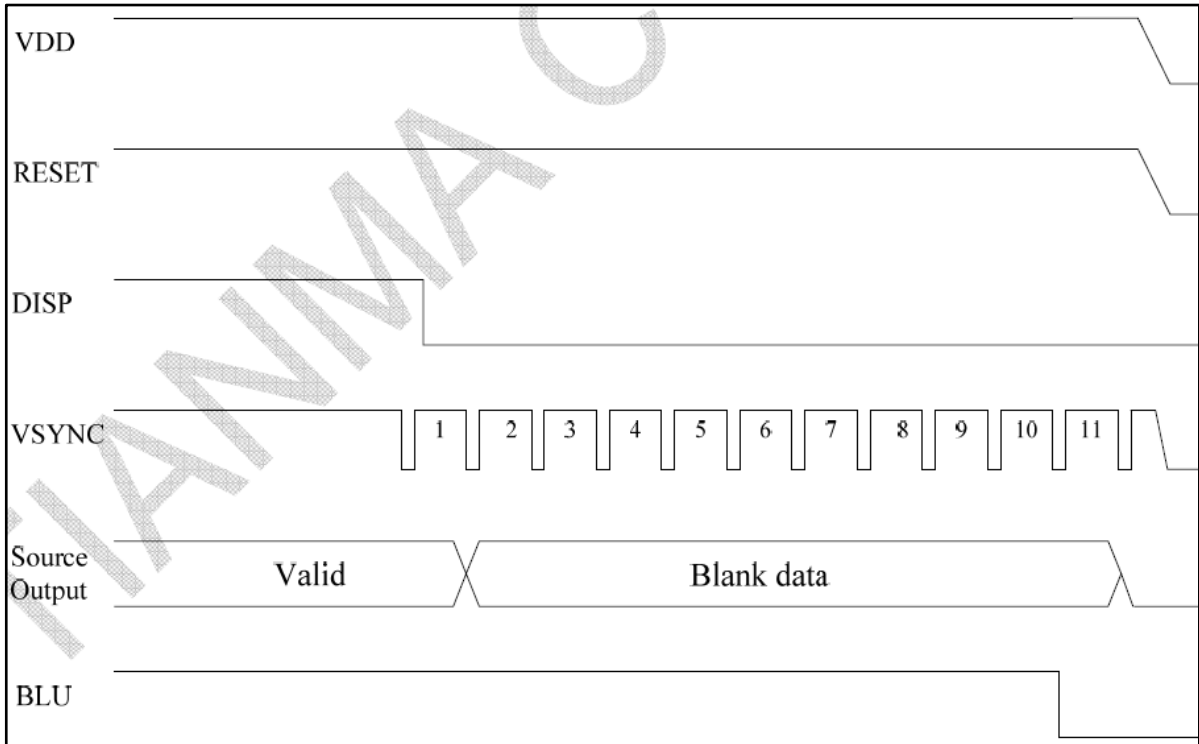 VDD
RESET
DISP
VSYNC 1 2 3 4 5 6 7 8 9 10 11
Source
Output
Valid Blank data
BLU
TIANMA C